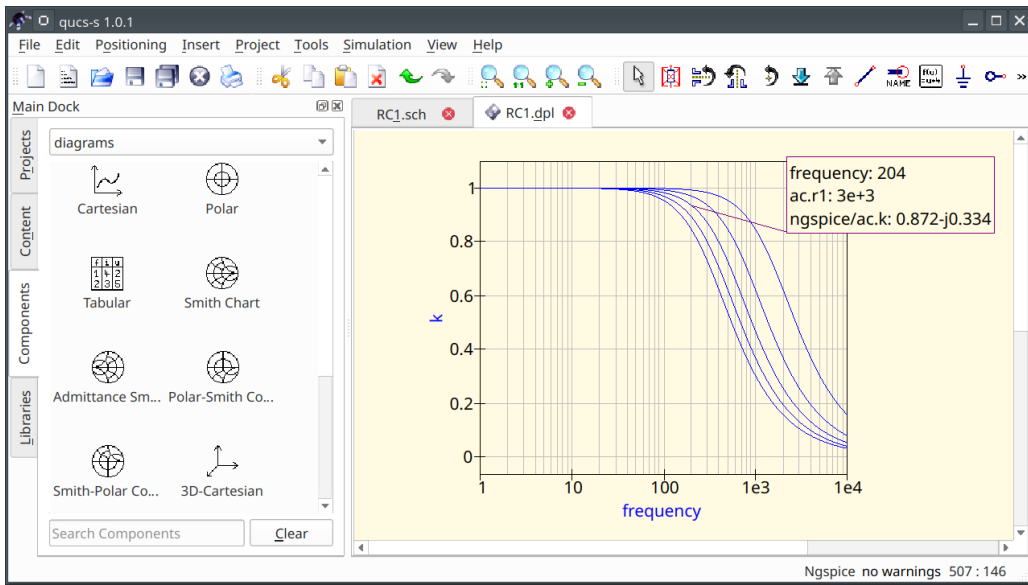 qucs-s 1.0.1
File Edit Positioning Insert Project Tools Simulation View Help
NAME
f(u)
Eqn=
»
Main Dock
RC1.sch
RC1.dpl
Projects
Content
Components
Libraries
diagrams
Cartesian
Polar
Tabular
Smith Chart
Admittance Sm...
Polar-Smith Co...
Smith-Polar Co...
3D-Cartesian
Search Components
Clear
frequency: 204
ac.r1: 3e+3
ngspice/ac.k: 0.872-j0.334
1
0.8
0.6
0.4
0.2
0
k
1 10 100 1e3 1e4
frequency
Ngspice no warnings 507 : 146